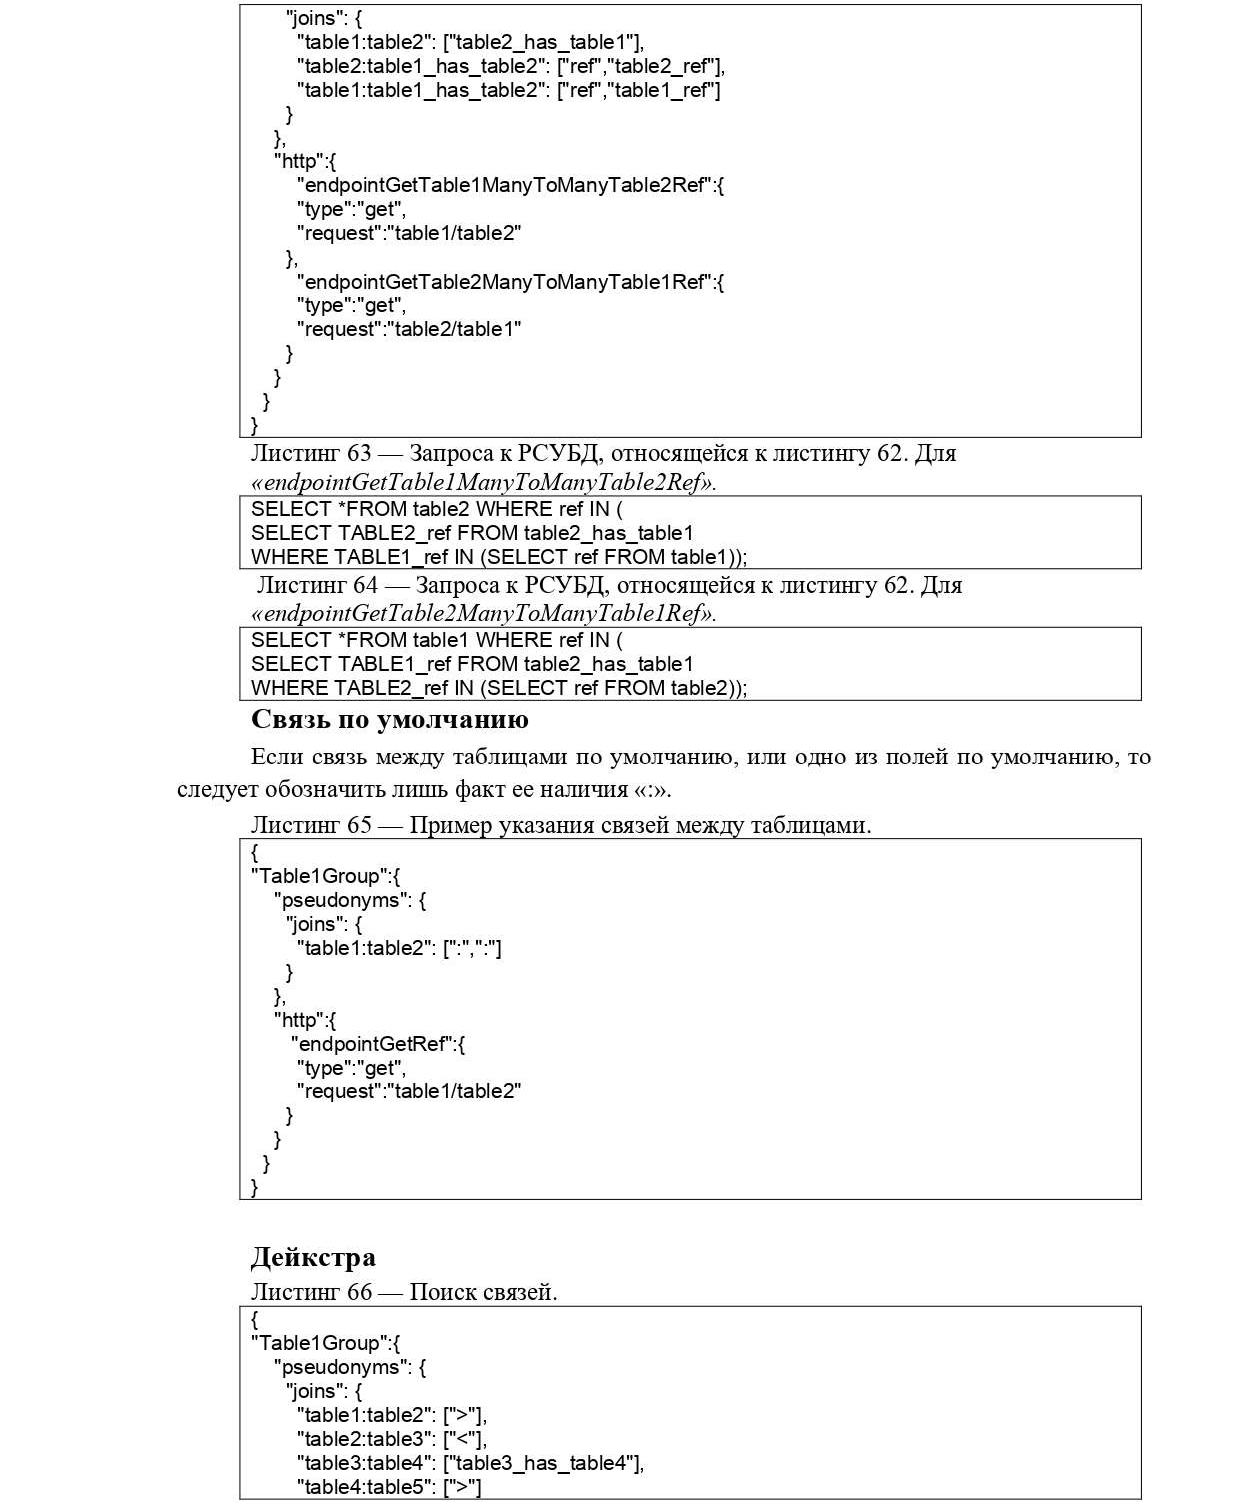 "joins": {
"table1:table2": ["table2_has_table1"],
"table2:table1_has_table2": ["ref","table2_ref"],
"table1:table1_has_table2": ["ref","table1_ref"]
}
},
"http":{
"endpointGetTable1ManyToManyTable2Ref":{
"type":"get",
"request":"table1/table2"
},
"endpointGetTable2ManyToManyTable1Ref":{
"type":"get",
"request":"table2/table1"
}
}
}
}
Листинг 63 — Запроса к РСУБД, относящейся к листингу 62. Для
«endpointGetTable1ManyToManyTable2Ref».
SELECT *FROM table2 WHERE ref IN (
SELECT TABLE2_ref FROM table2_has_table1
WHERE TABLE1_ref IN (SELECT ref FROM table1));
Листинг 64 — Запроса к РСУБД, относящейся к листингу 62. Для
«endpointGetTable2ManyToManyTable1Ref».
SELECT *FROM table1 WHERE ref IN (
SELECT TABLE1_ref FROM table2_has_table1
WHERE TABLE2_ref IN (SELECT ref FROM table2));
Связь по умолчанию
Если связь между таблицами по умолчанию, или одно из полей по умолчанию, то
следует обозначить лишь факт ее наличия «:».
Листинг 65 — Пример указания связей между таблицами.
{
"Table1Group":{
"pseudonyms": {
"joins": {
"table1:table2": [":",":"]
}
},
"http":{
"endpointGetRef":{
"type":"get",
"request":"table1/table2"
}
}
}
}
Дейкстра
Листинг 66 — Поиск связей.
{
"Table1Group":{
"pseudonyms": {
"joins": {
"table1:table2": [">"],
"table2:table3": ["<"],
"table3:table4": ["table3_has_table4"],
"table4:table5": [">"]